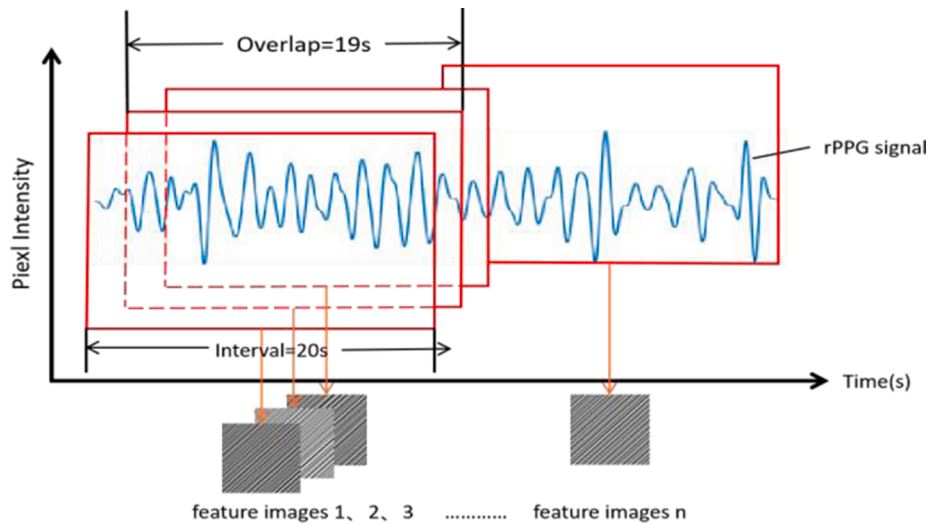 Overlap=19s
rPPG signal
Piexl Intensity
Interval=20s
Time(s)
feature images 1、2、3 ………… feature images n